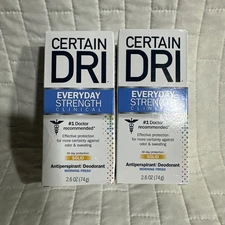 CERTAIN
DRI
EVERYDAY
STRENGTH
CLINICAL
#1 Doctor
recommended*
Effective protection
for more certainty against
odor & sweating
SOLID
Antiperspirant/Deodorant
MORNING FRESH
2.6 OZ (74g)
CERTAIN
DRI
EVERYDAY
STRENGTH
CLINICAL
#1 Doctor
recommended*
Effective protection
for more certainty against
odor & sweating
SOLID
Antiperspirant/Deodorant
MORNING FRESH
2.6 OZ (74g)